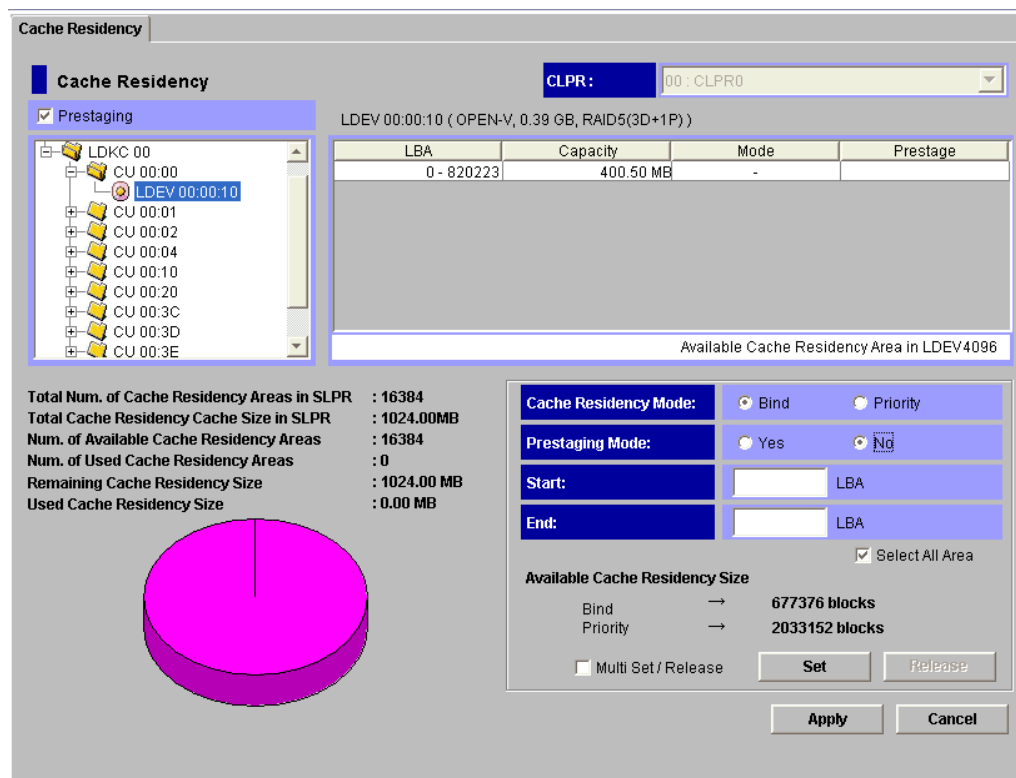 Cache Residency
Cache Residency
CLPR :
00 : CLPR0
Prestaging
LDEV 00:00:10 ( OPEN-V, 0.39 GB, RAID5(3D+1P) )
LDKC 00
CU 00:00
LDEV 00:00:10
CU 00:01
CU 00:02
CU 00:04
CU 00:10
CU 00:20
CU 00:3C
CU 00:3D
CU 00:3E
LBA Capacity Mode Prestage
0 - 820223 400.50 MB -
Available Cache Residency Area in LDEV4096
Total Num. of Cache Residency Areas in SLPR : 16384
Total Cache Residency Cache Size in SLPR : 1024.00MB
Num. of Available Cache Residency Areas : 16384
Num. of Used Cache Residency Areas : 0
Remaining Cache Residency Size : 1024.00 MB
Used Cache Residency Size : 0.00 MB
Cache Residency Mode: Bind Priority
Prestaging Mode: Yes No
Start: LBA
End: LBA
Select All Area
Available Cache Residency Size
Bind → 677376 blocks
Priority → 2033152 blocks
Multi Set / Release Set Release
Apply Cancel